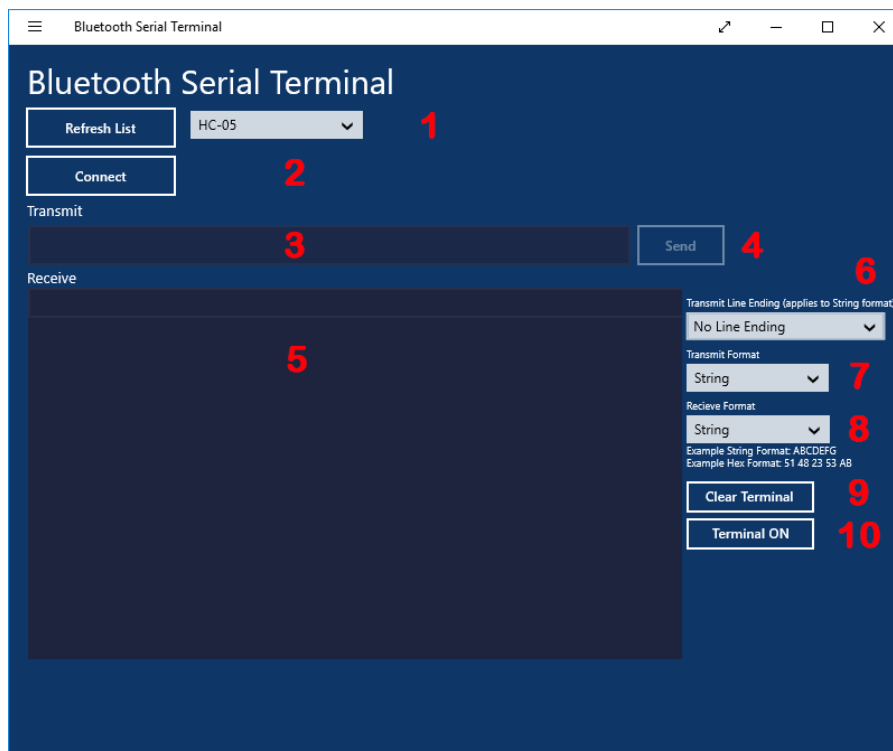 Bluetooth Serial Terminal
Bluetooth Serial Terminal
Refresh List
HC-05
1
Connect
2
Transmit
3
Send
4
Receive
6
Transmit Line Ending (applies to String format)
No Line Ending
5
Transmit Format
String
7
Recieve Format
String
8
Example String Format: ABCDEFG
Example Hex Format: 51 48 23 53 AB
Clear Terminal
9
Terminal ON
10